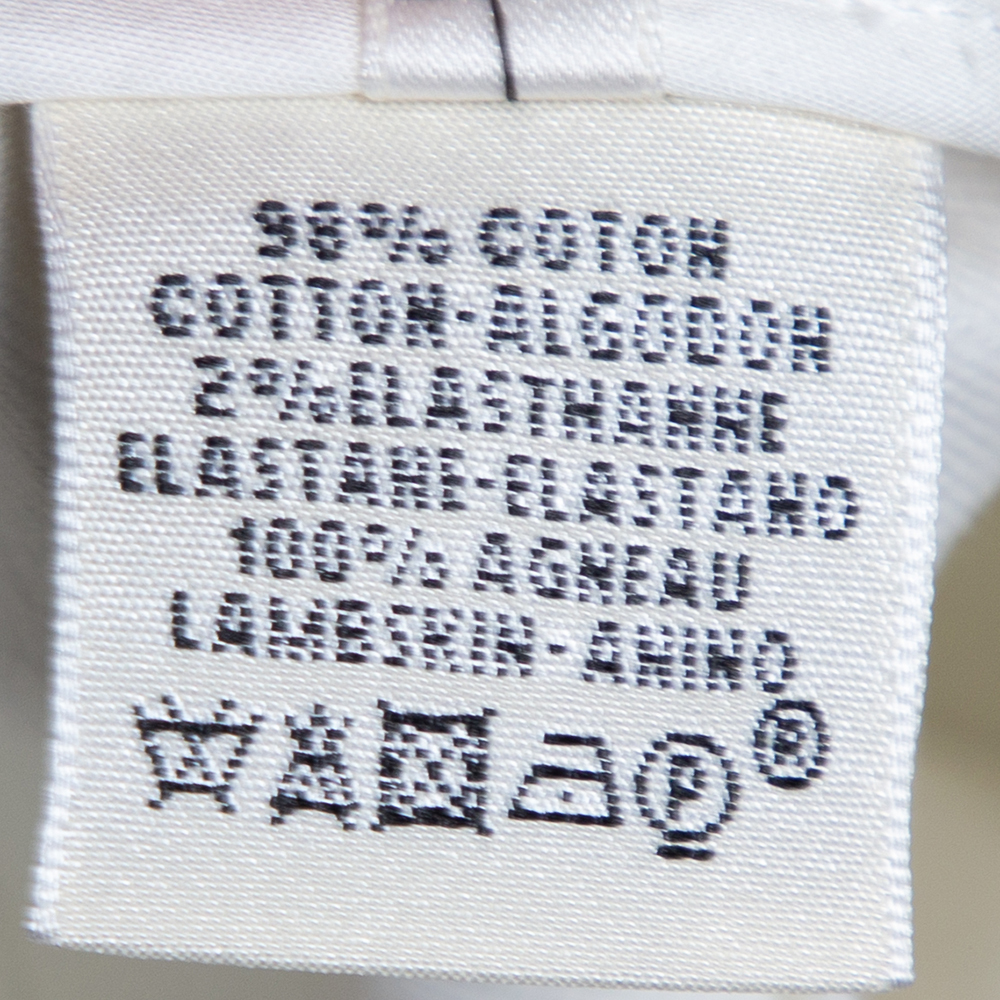 98% COTON
COTTON-ALGODON
2%ELASTHANNE
ELASTANE-ELASTANO
100% AGNEAU
LAMBSKIN-ANINO
P ®